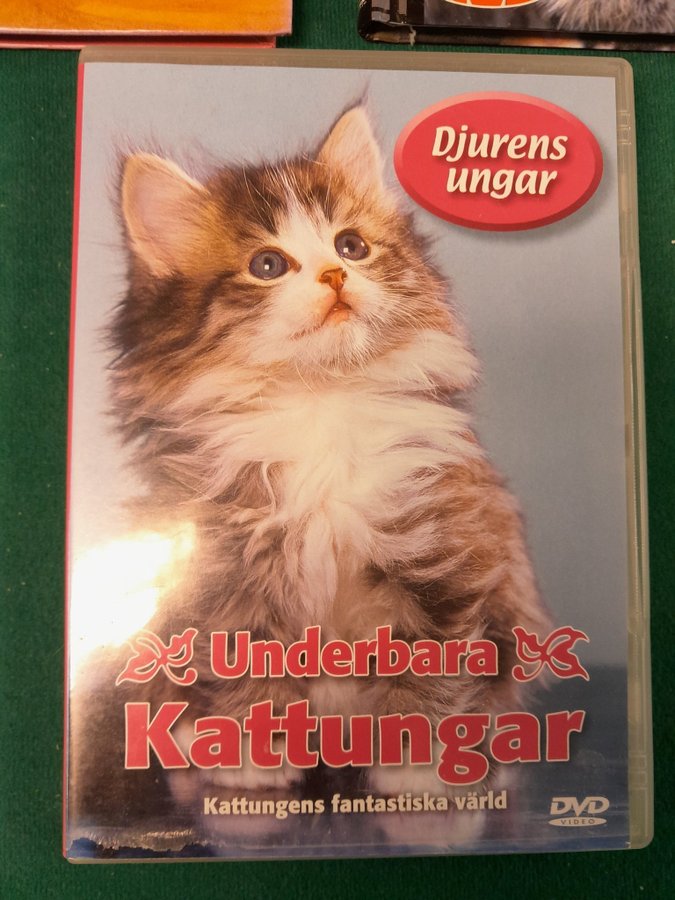 Djurens
ungar
Underbara
Kattungar
Kattungens fantastiska värld
DVD
VIDEO